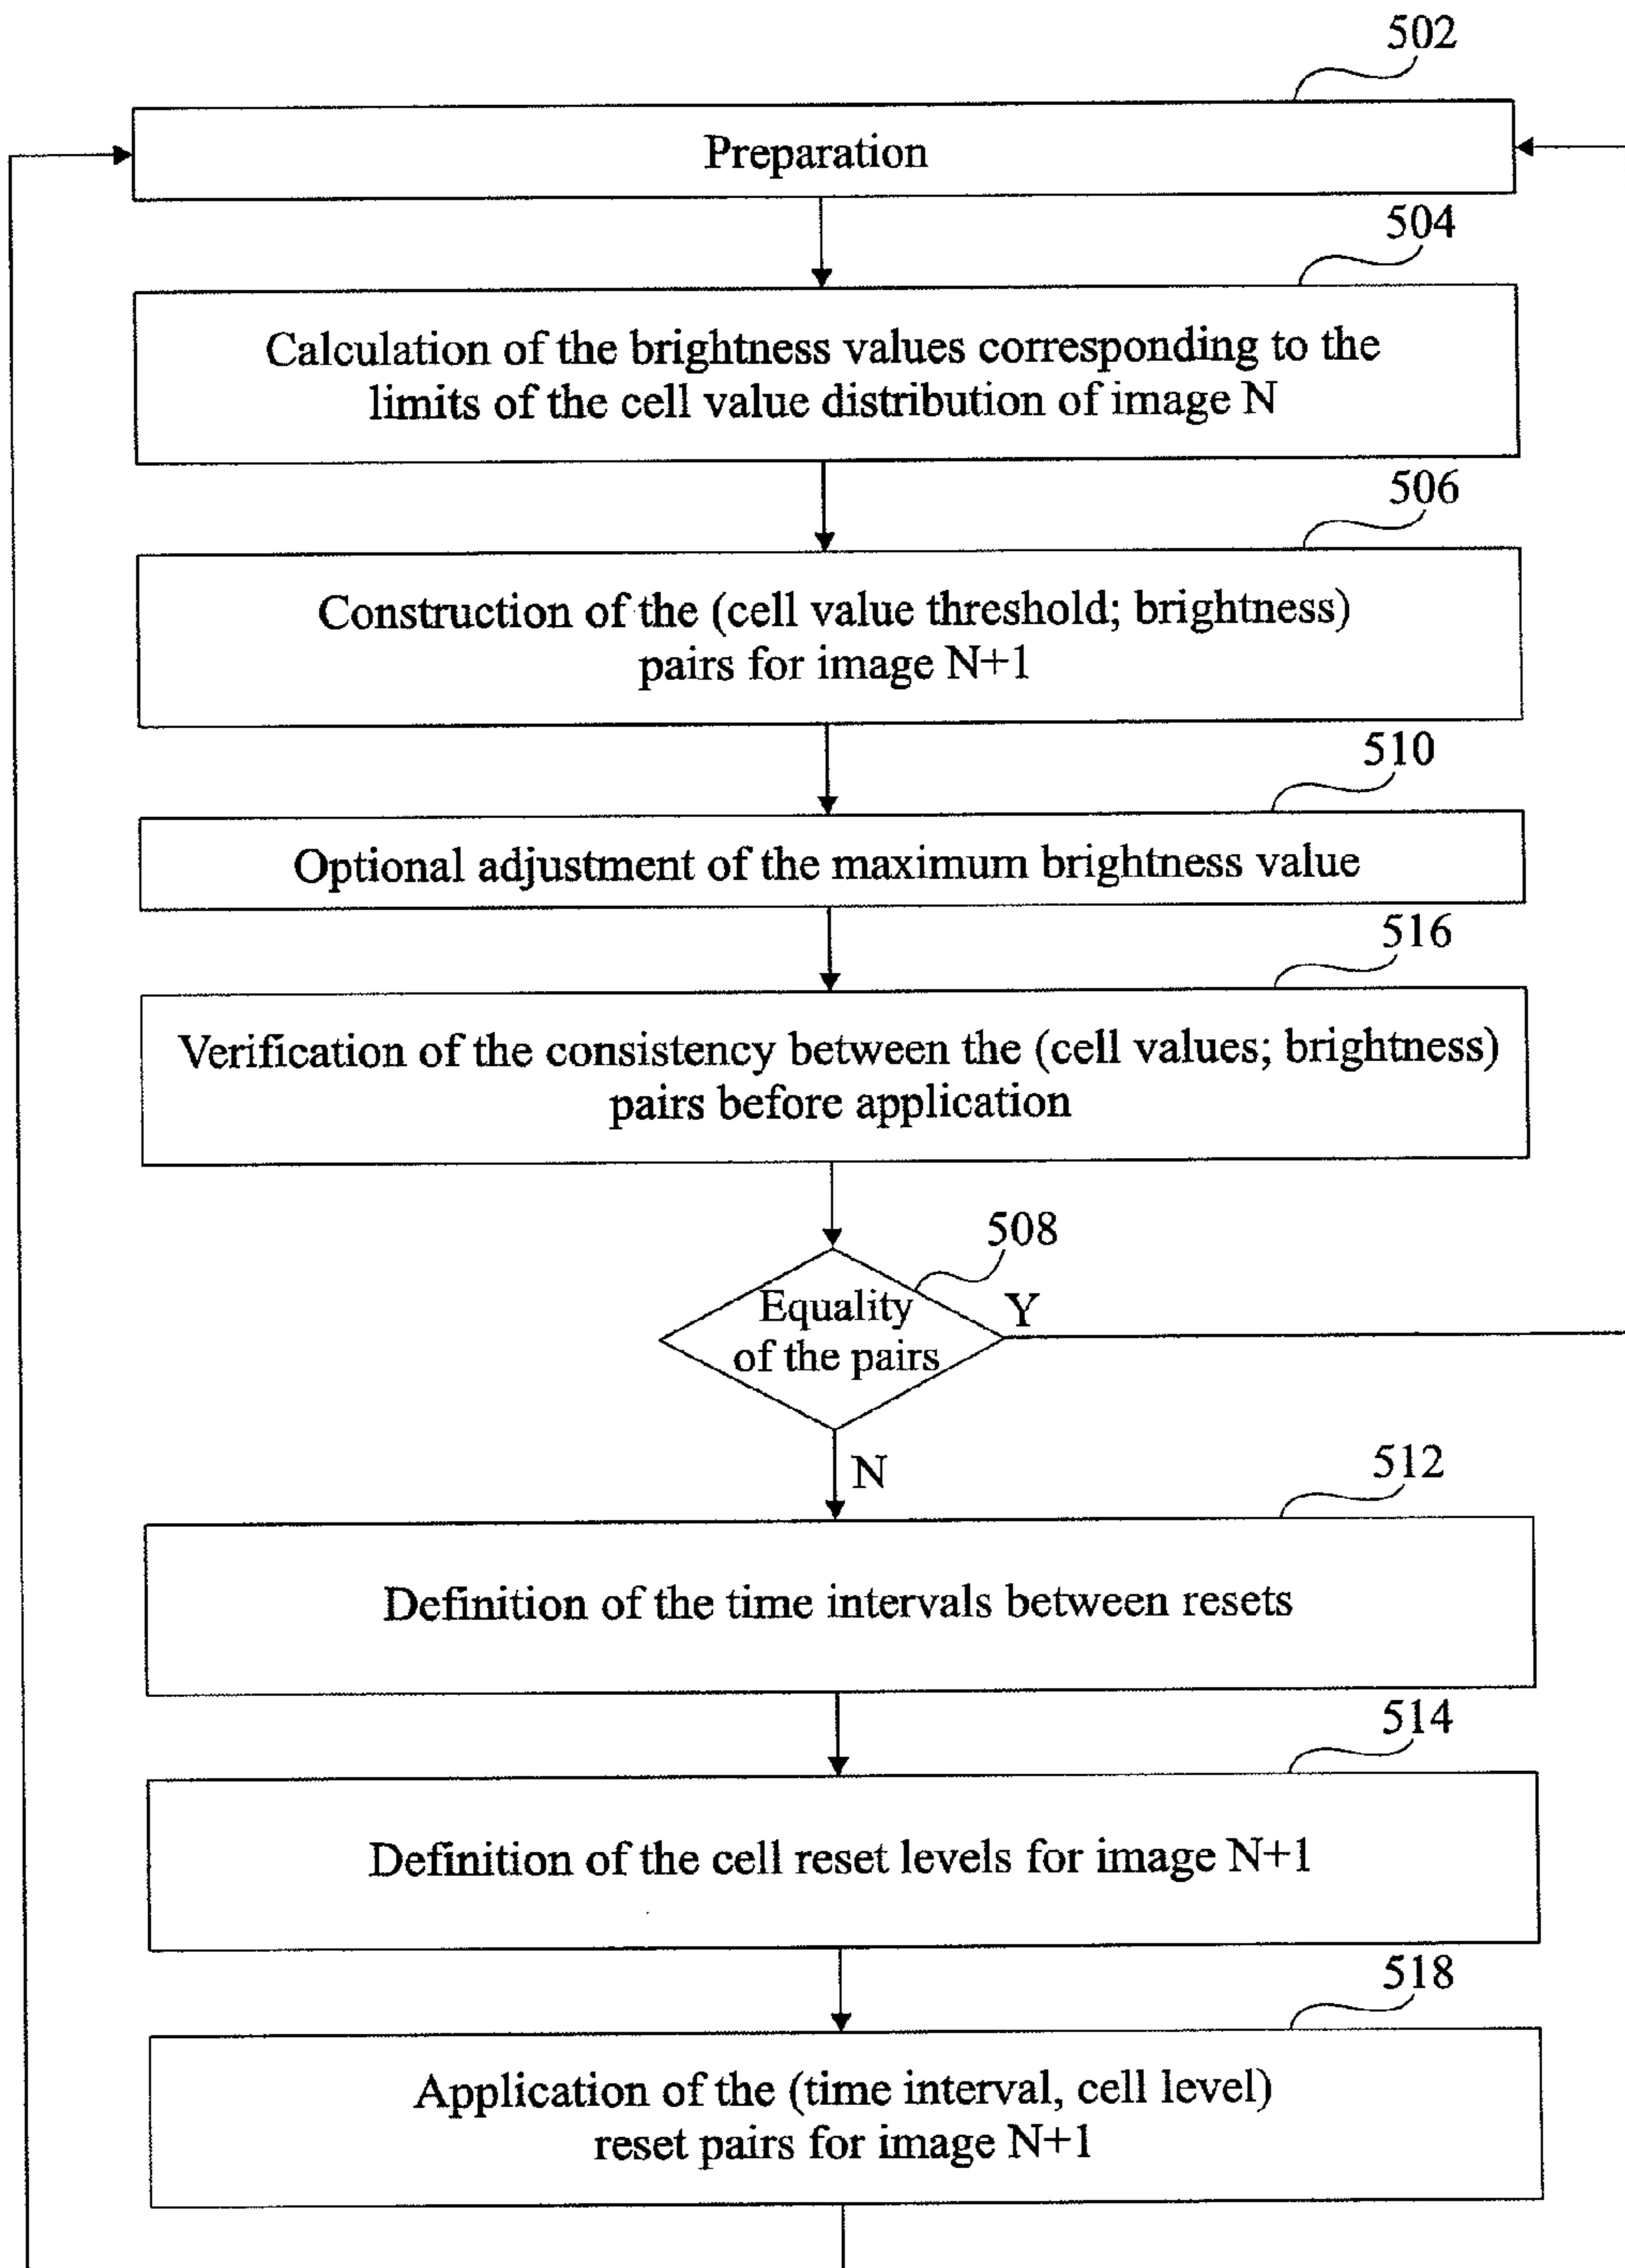 502
Preparation
504
Calculation of the brightness values corresponding to the
limits of the cell value distribution of image N
506
Construction of the (cell value threshold; brightness)
pairs for image N+1
510
Optional adjustment of the maximum brightness value
516
Verification of the consistency between the (cell values; brightness)
pairs before application
508
Equality
of the pairs
Y
N
512
Definition of the time intervals between resets
514
Definition of the cell reset levels for image N+1
518
Application of the (time interval, cell level)
reset pairs for image N+1